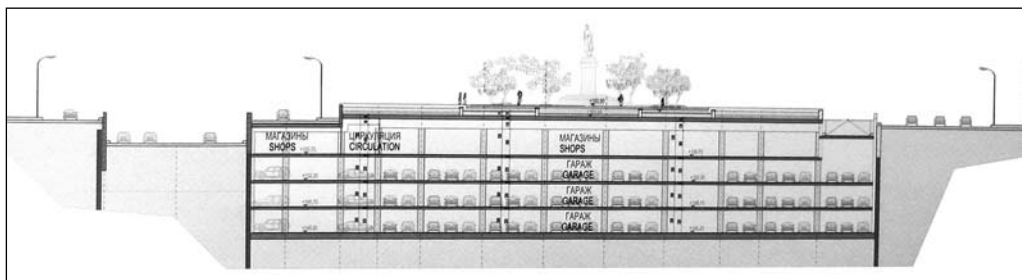 МАГАЗИНЫ
SHOPS
ЦИРКУЛЯЦИЯ
CIRCULATION
МАГАЗИНЫ
SHOPS
ГАРАЖ
GARAGE
ГАРАЖ
GARAGE
ГАРАЖ
GARAGE